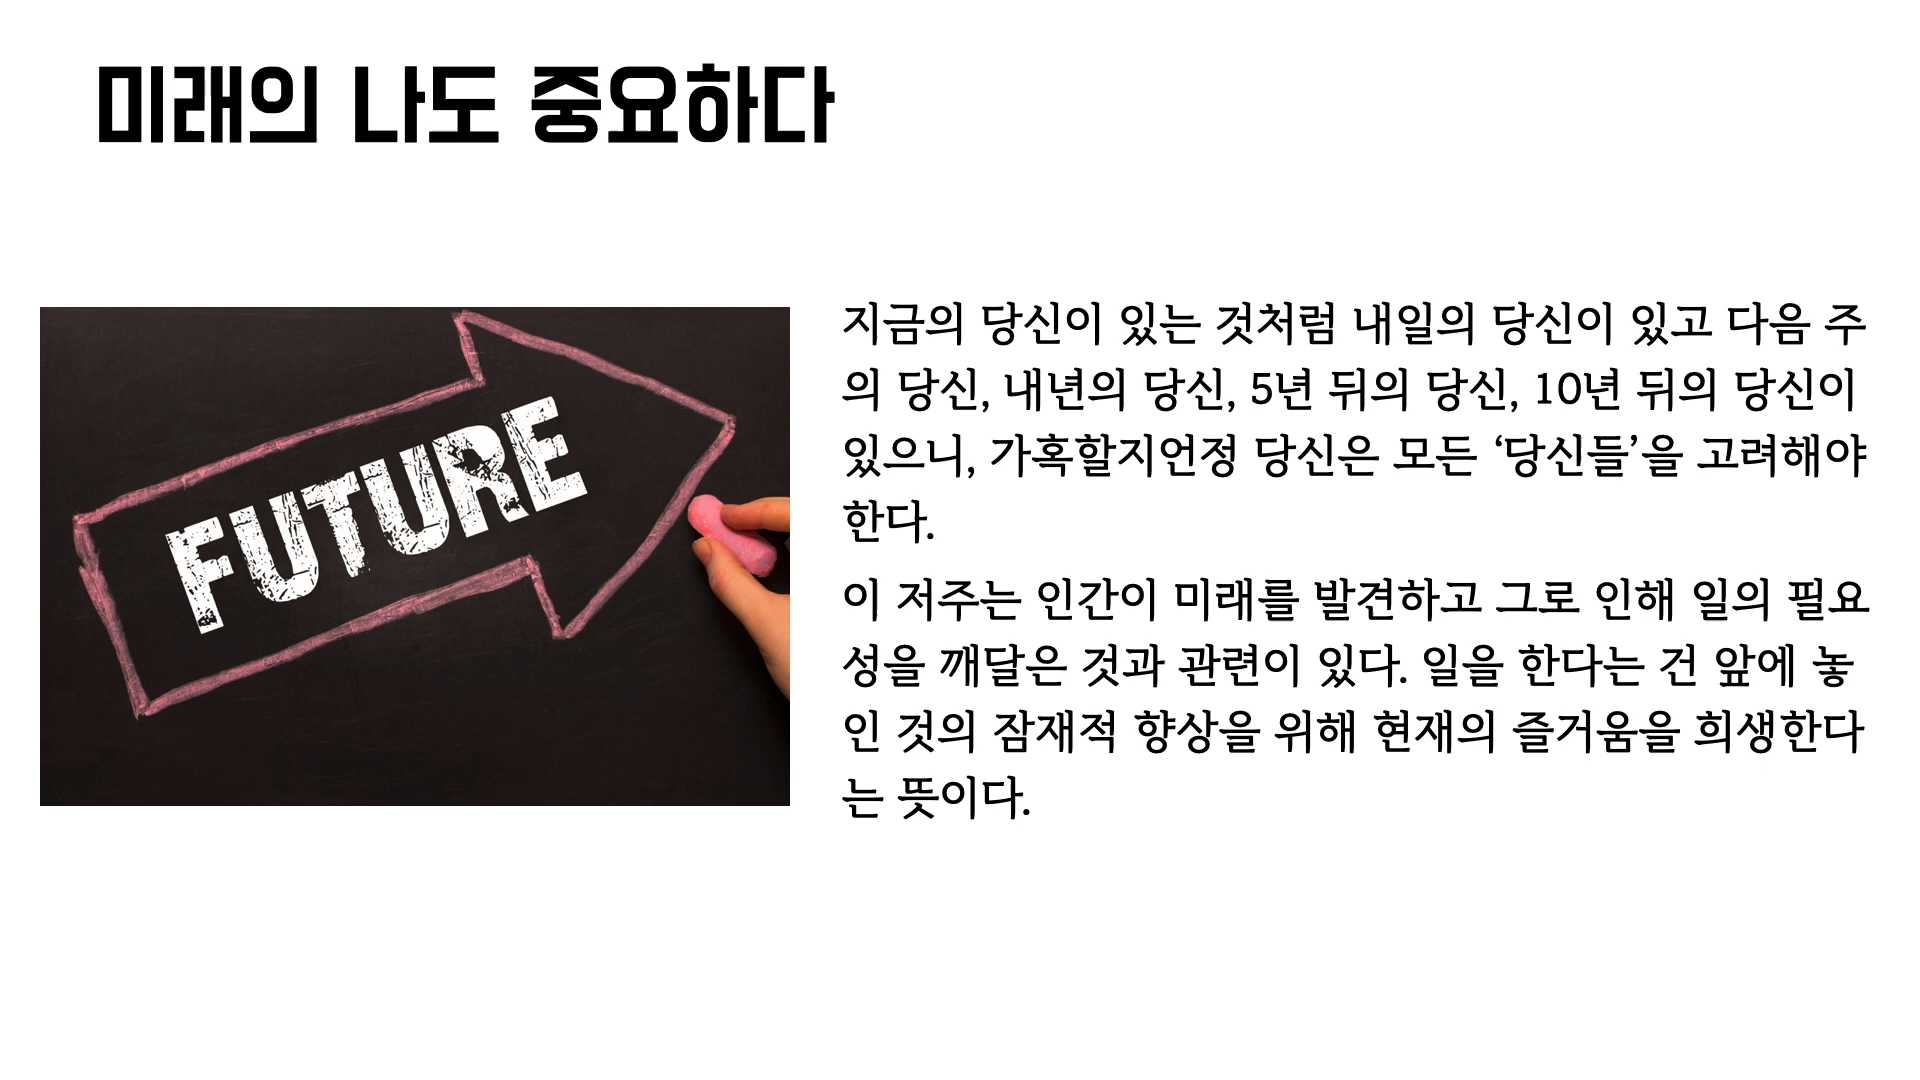 미래의 나도 중요하다
FUTURE
지금의 당신이 있는 것처럼 내일의 당신이 있고 다음 주
의 당신, 내년의 당신, 5년 뒤의 당신, 10년 뒤의 당신이
있으니, 가혹할지언정 당신은 모든 ‘당신들’을 고려해야
한다.
이 저주는 인간이 미래를 발견하고 그로 인해 일의 필요
성을 깨달은 것과 관련이 있다. 일을 한다는 건 앞에 놓
인 것의 잠재적 향상을 위해 현재의 즐거움을 희생한다
는 뜻이다.